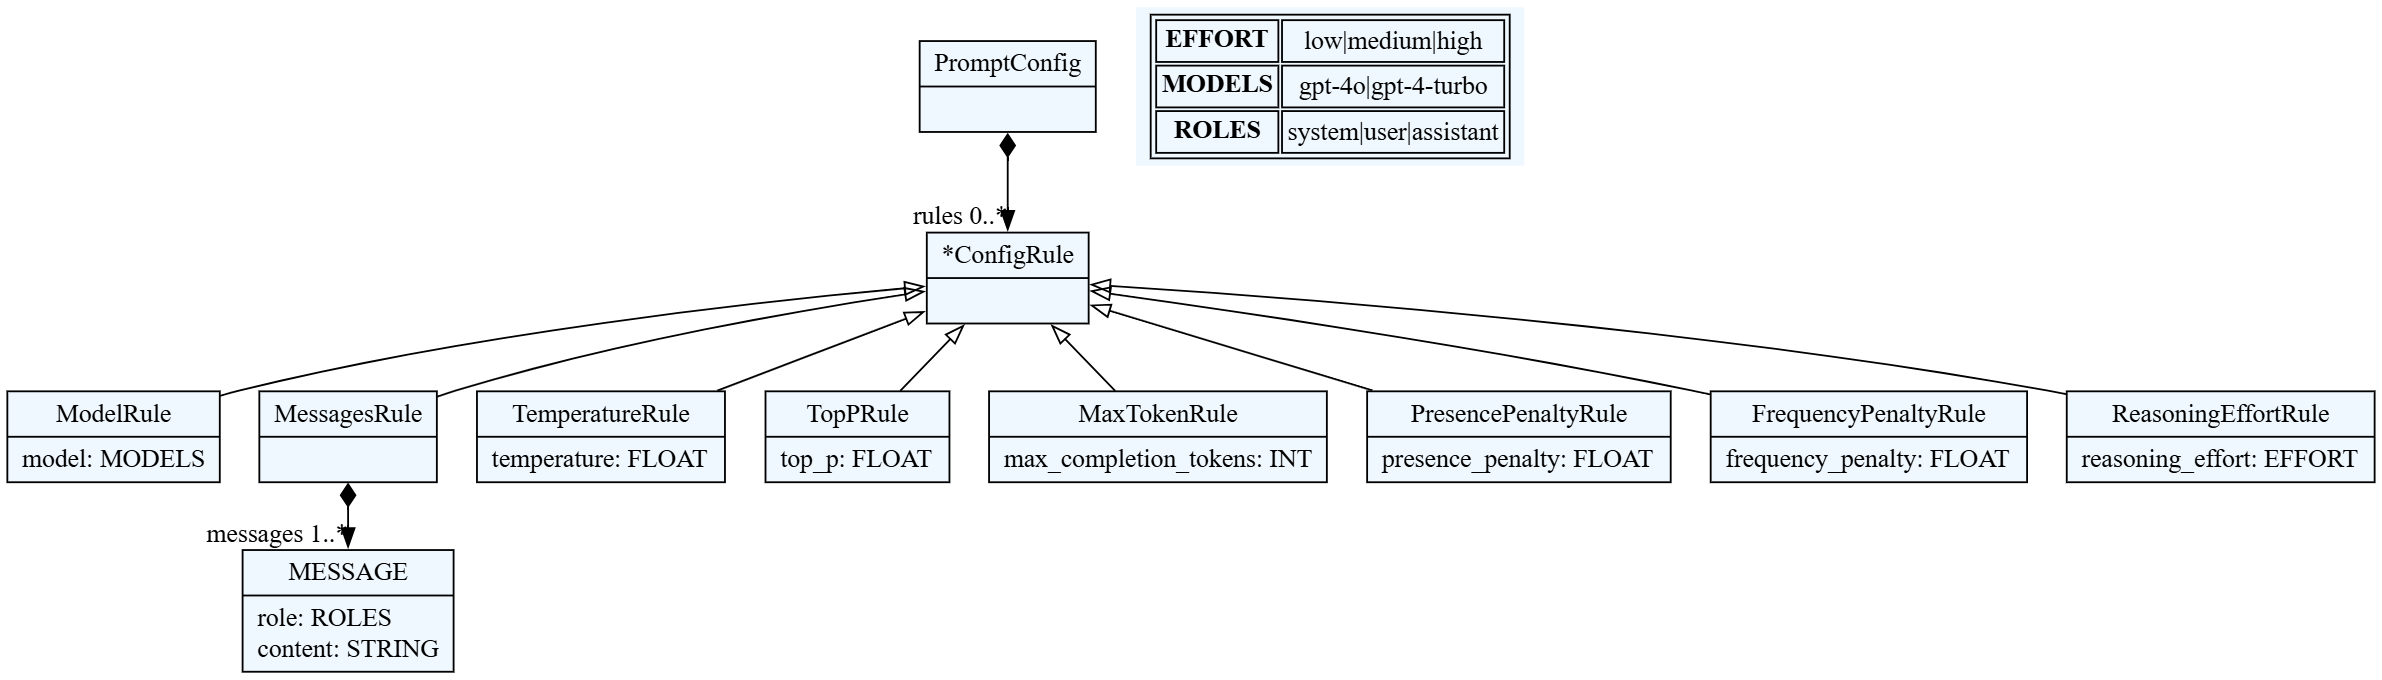 PromptConfig
EFFORT low|medium|high
MODELS gpt-4o|gpt-4-turbo
ROLES system|user|assistant
rules 0..*
*ConfigRule
ModelRule
model: MODELS
MessagesRule
TemperatureRule
temperature: FLOAT
TopPRule
top_p: FLOAT
MaxTokenRule
max_completion_tokens: INT
PresencePenaltyRule
presence_penalty: FLOAT
FrequencyPenaltyRule
frequency_penalty: FLOAT
ReasoningEffortRule
reasoning_effort: EFFORT
messages 1..*
MESSAGE
role: ROLES
content: STRING